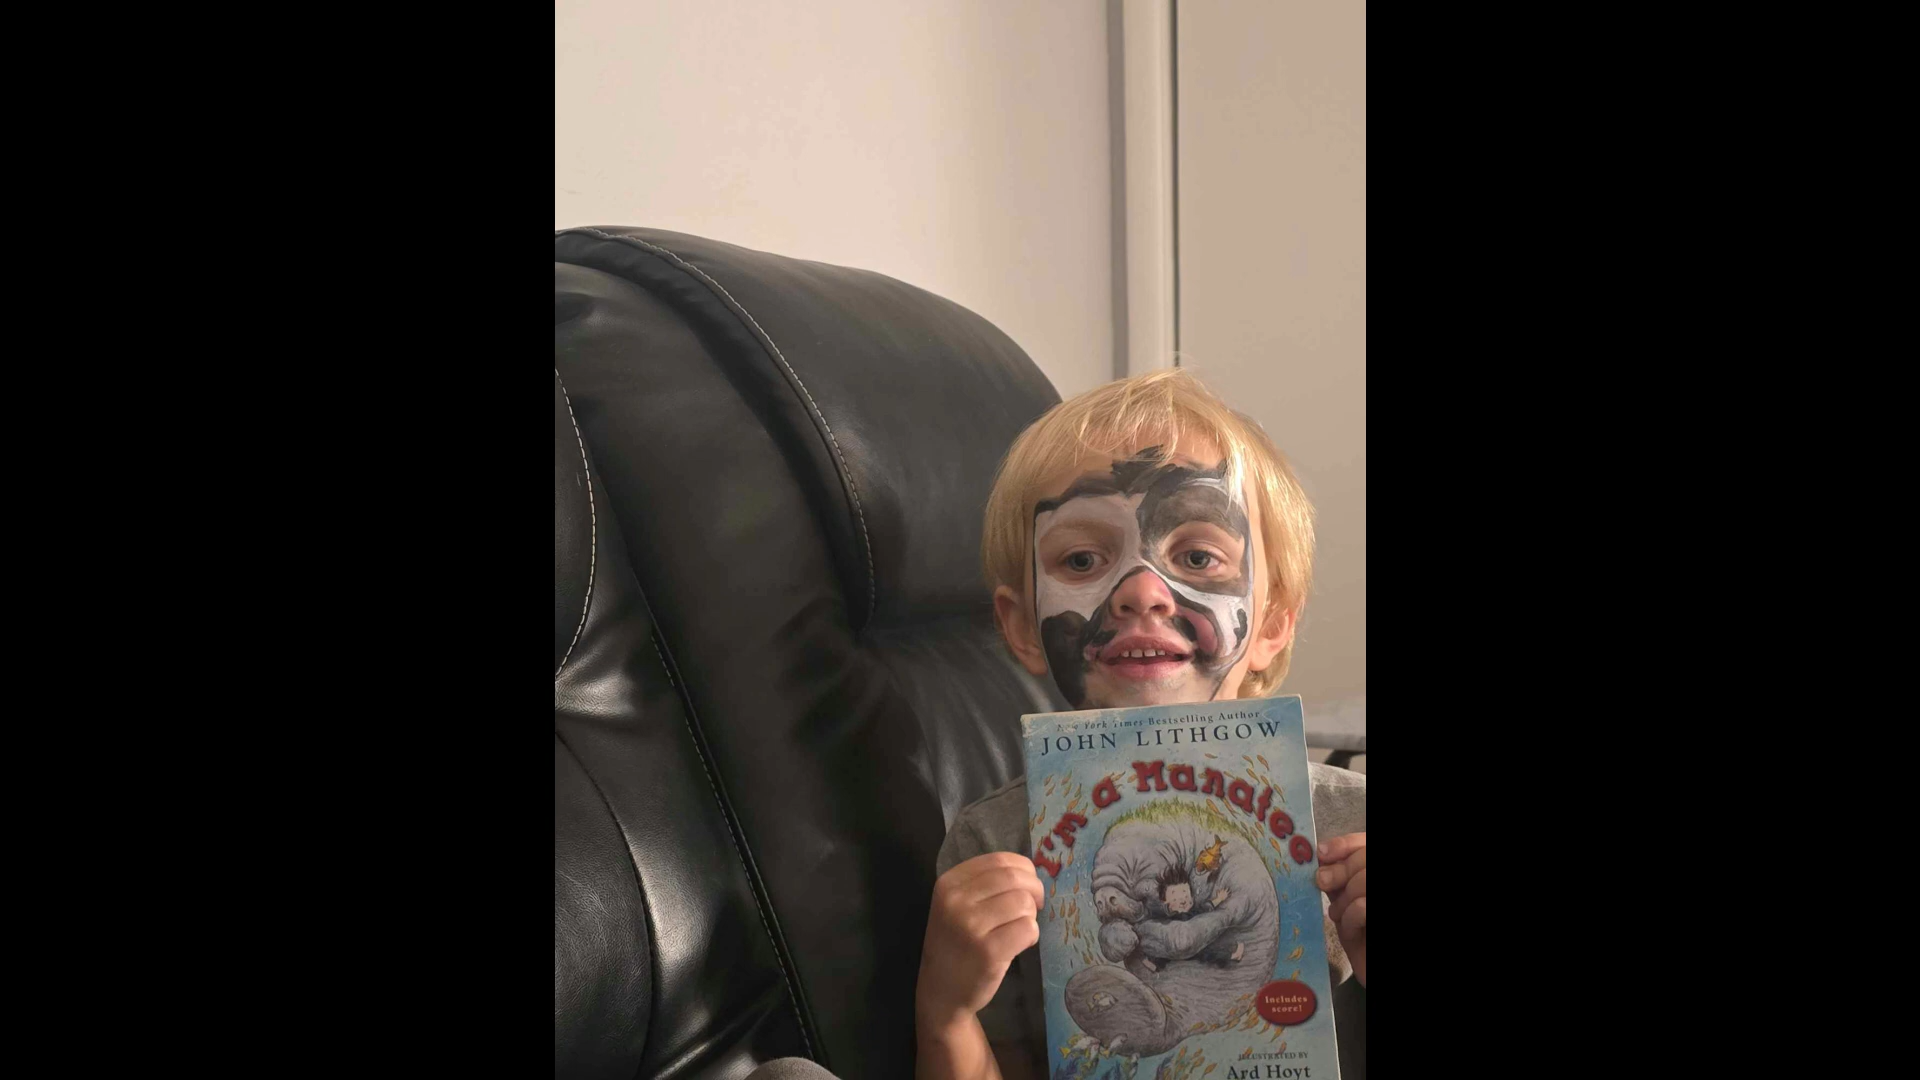 New York Times Bestselling Author
JOHN LITHGOW
I'm a Manatee
Includes
score!
ILLUSTRATED BY
Ard Hoyt